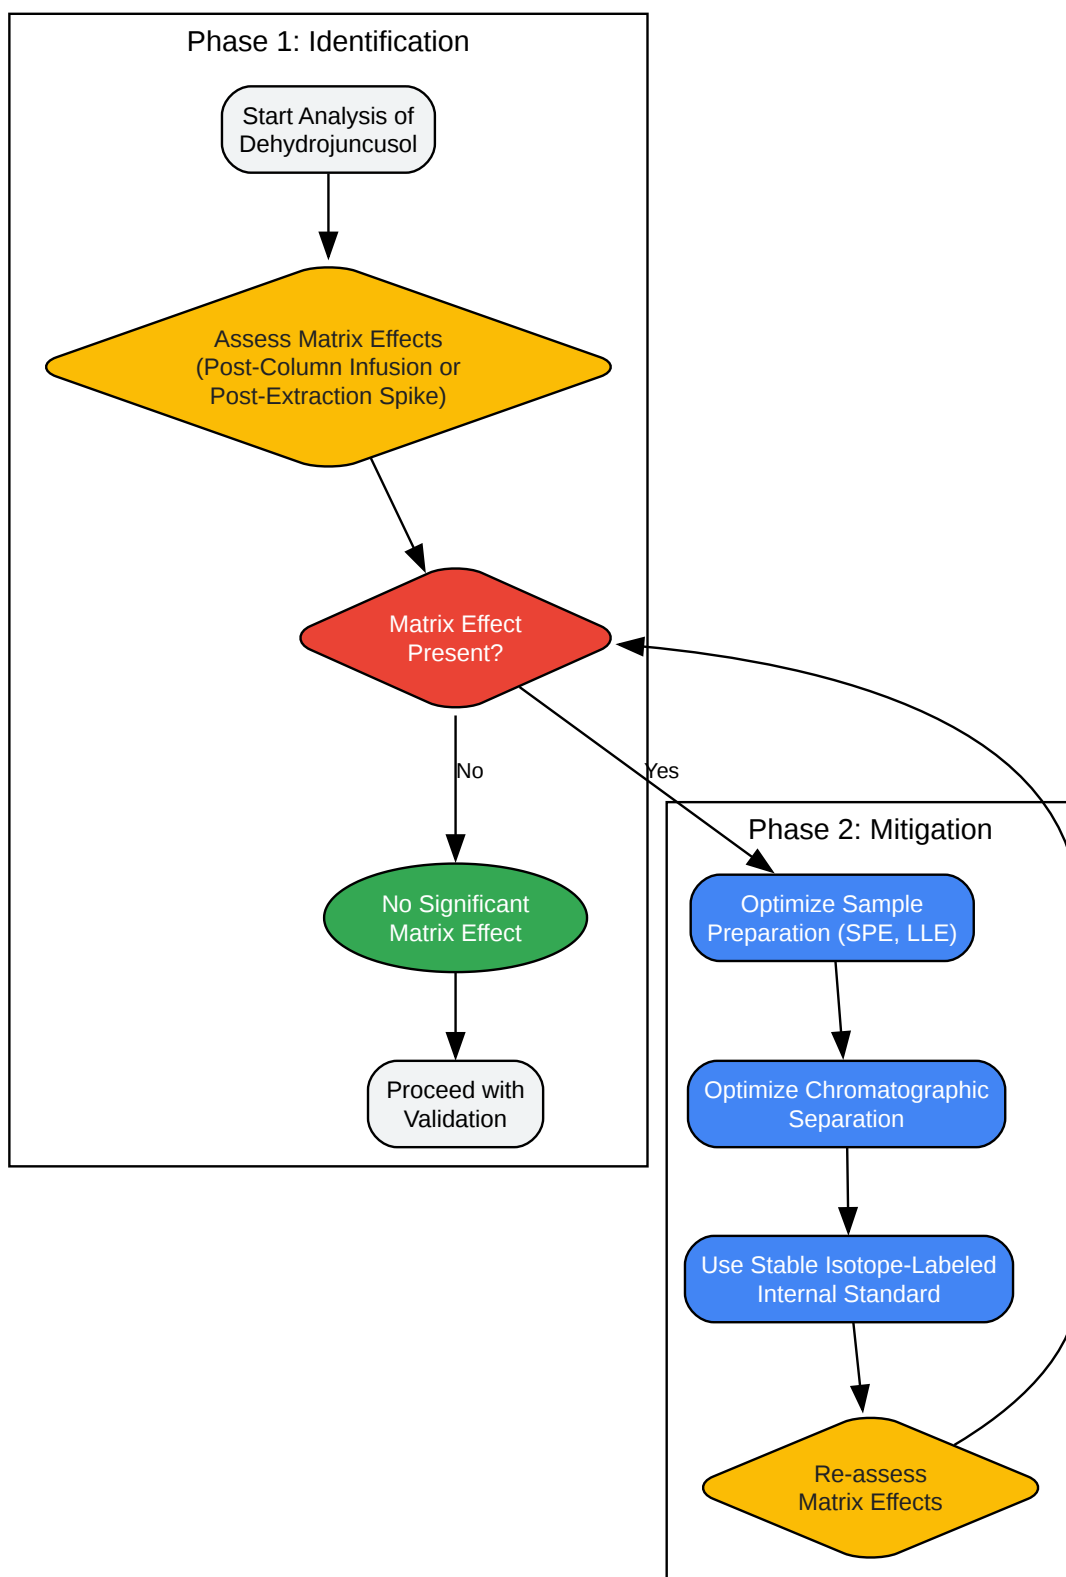 Phase 1: Identification
Start Analysis of
Dehydrojuncusol
Assess Matrix Effects
(Post-Column Infusion or
Post-Extraction Spike)
Matrix Effect
Present?
No
Yes
No Significant
Matrix Effect
Proceed with
Validation
Phase 2: Mitigation
Optimize Sample
Preparation (SPE, LLE)
Optimize Chromatographic
Separation
Use Stable Isotope-Labeled
Internal Standard
Re-assess
Matrix Effects